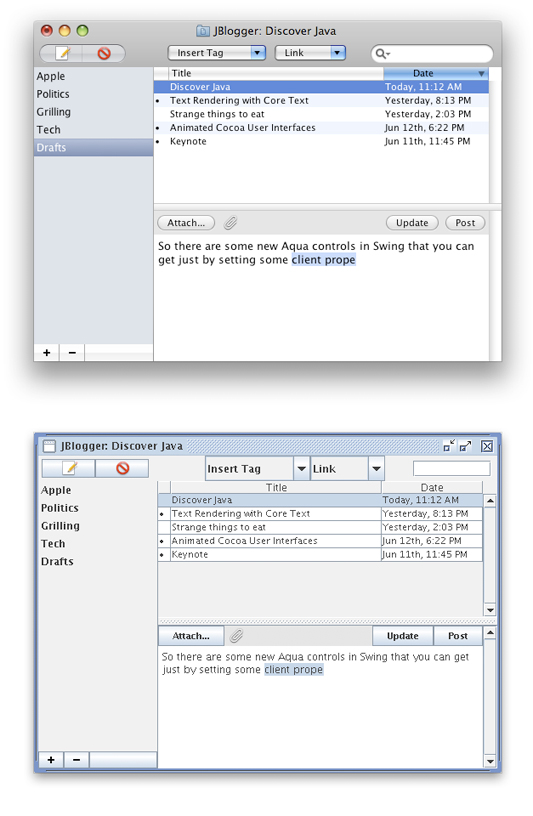 JBlogger: Discover Java
Insert Tag Link
Title Date
Apple
Politics
Grilling
Tech
Drafts
Discover Java Today, 11:12 AM
• Text Rendering with Core Text Yesterday, 8:13 PM
Strange things to eat Yesterday, 2:03 PM
• Animated Cocoa User Interfaces Jun 12th, 6:22 PM
• Keynote Jun 11th, 11:45 PM
Attach... Update Post
So there are some new Aqua controls in Swing that you can
get just by setting some client prope
+ −
JBlogger: Discover Java
Insert Tag Link
Title Date
Apple
Politics
Grilling
Tech
Drafts
Discover Java Today, 11:12 AM
• Text Rendering with Core Text Yesterday, 8:13 PM
Strange things to eat Yesterday, 2:03 PM
• Animated Cocoa User Interfaces Jun 12th, 6:22 PM
• Keynote Jun 11th, 11:45 PM
Attach... Update Post
So there are some new Aqua controls in Swing that you can get
just by setting some client prope
+ −